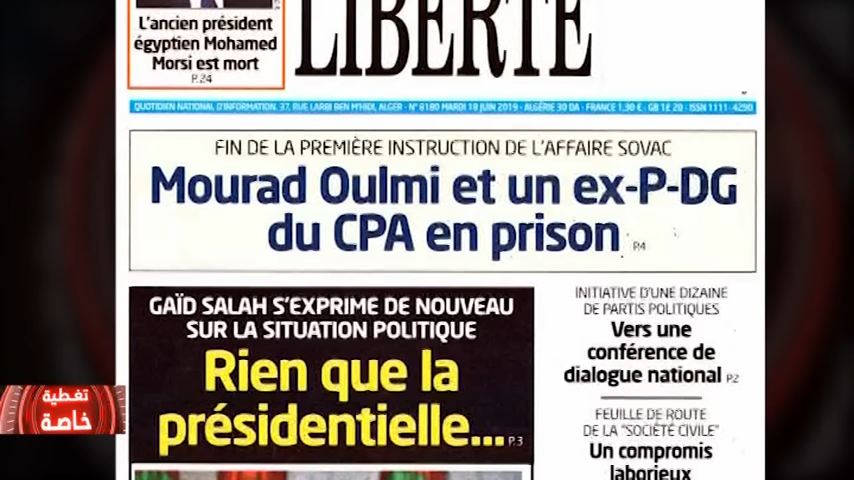 L'ancien président
égyptien Mohamed
Morsi est mort
P.24
LIBERTÉ
QUOTIDIEN NATIONAL D'INFORMATION. 37, RUE LARBI BEN M'HIDI, ALGER - N° 8180 MARDI 18 JUIN 2019 - ALGÉRIE 30 DA - FRANCE 1,30 € - GB 1£ 20 - ISSN 1111-4290
FIN DE LA PREMIÈRE INSTRUCTION DE L'AFFAIRE SOVAC
Mourad Oulmi et un ex-P-DG
du CPA en prison P.4
GAÏD SALAH S'EXPRIME DE NOUVEAU
SUR LA SITUATION POLITIQUE
Rien que la
présidentielle... P.3
INITIATIVE D'UNE DIZAINE
DE PARTIS POLITIQUES
Vers une
conférence de
dialogue national P.2
FEUILLE DE ROUTE
DE LA "SOCIÉTÉ CIVILE"
Un compromis
laborieux
تغطية
خاصة